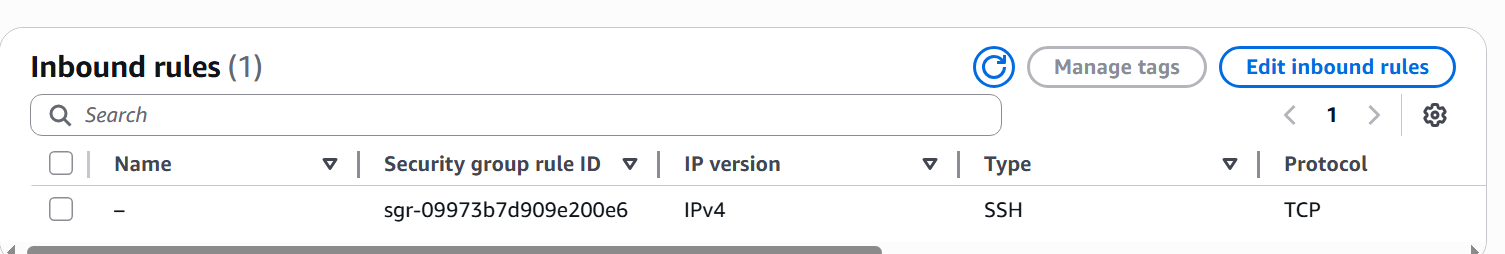 Inbound rules (1)
Manage tags
Edit inbound rules
Search
1
Name Security group rule ID IP version Type Protocol
– sgr-09973b7d909e200e6 IPv4 SSH TCP